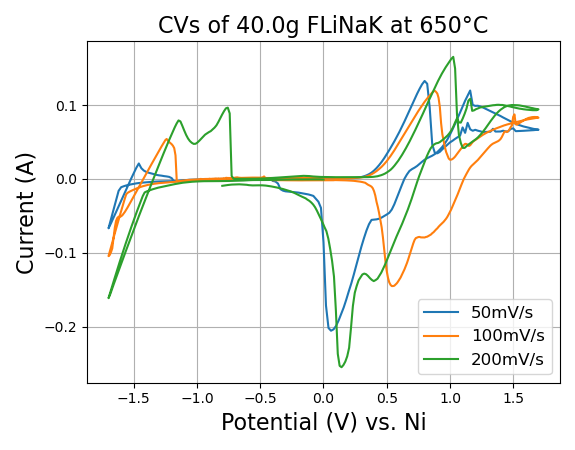 CVs of 40.0g FLiNaK at 650°C
Current (A)
0.1
0.0
−0.1
−0.2
50mV/s
100mV/s
200mV/s
−1.5 −1.0 −0.5 0.0 0.5 1.0 1.5
Potential (V) vs. Ni